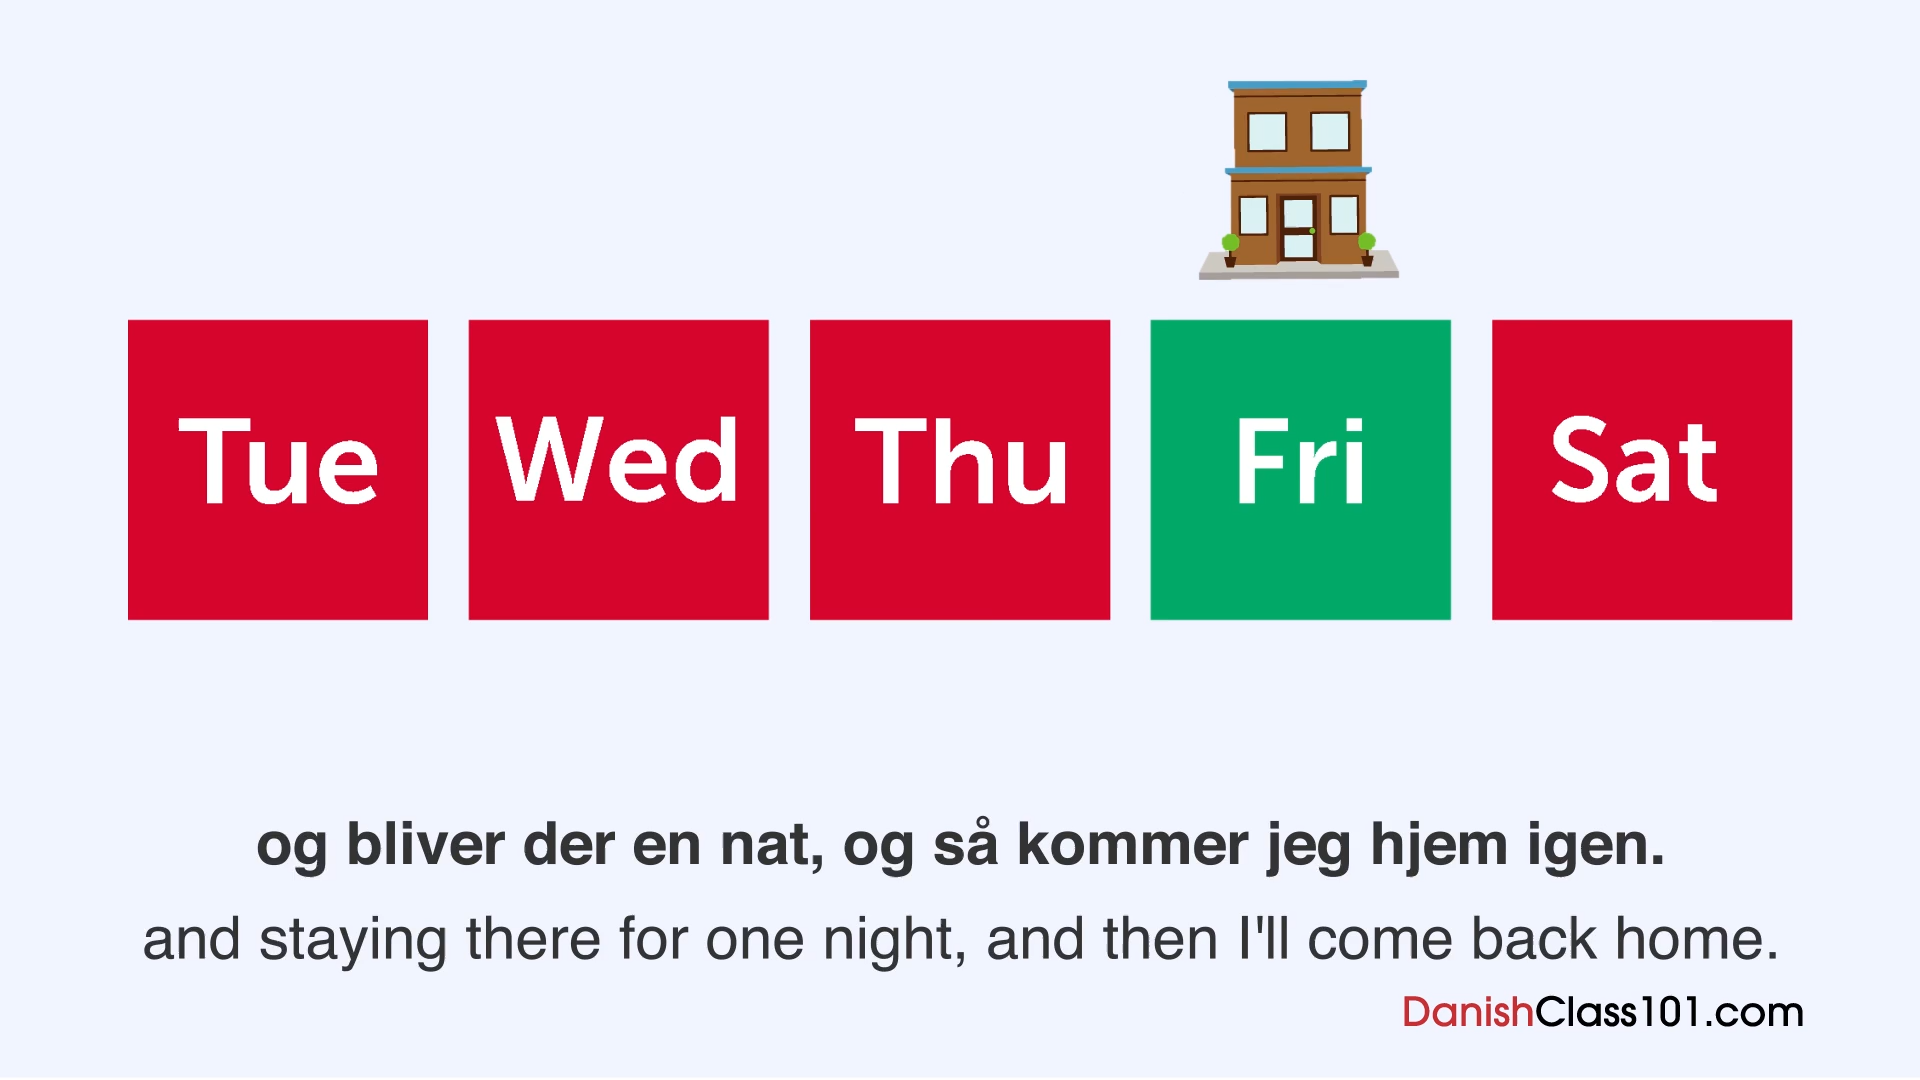 Tue Wed Thu Fri Sat
og bliver der en nat, og så kommer jeg hjem igen.
and staying there for one night, and then I'll come back home.
DanishClass101.com